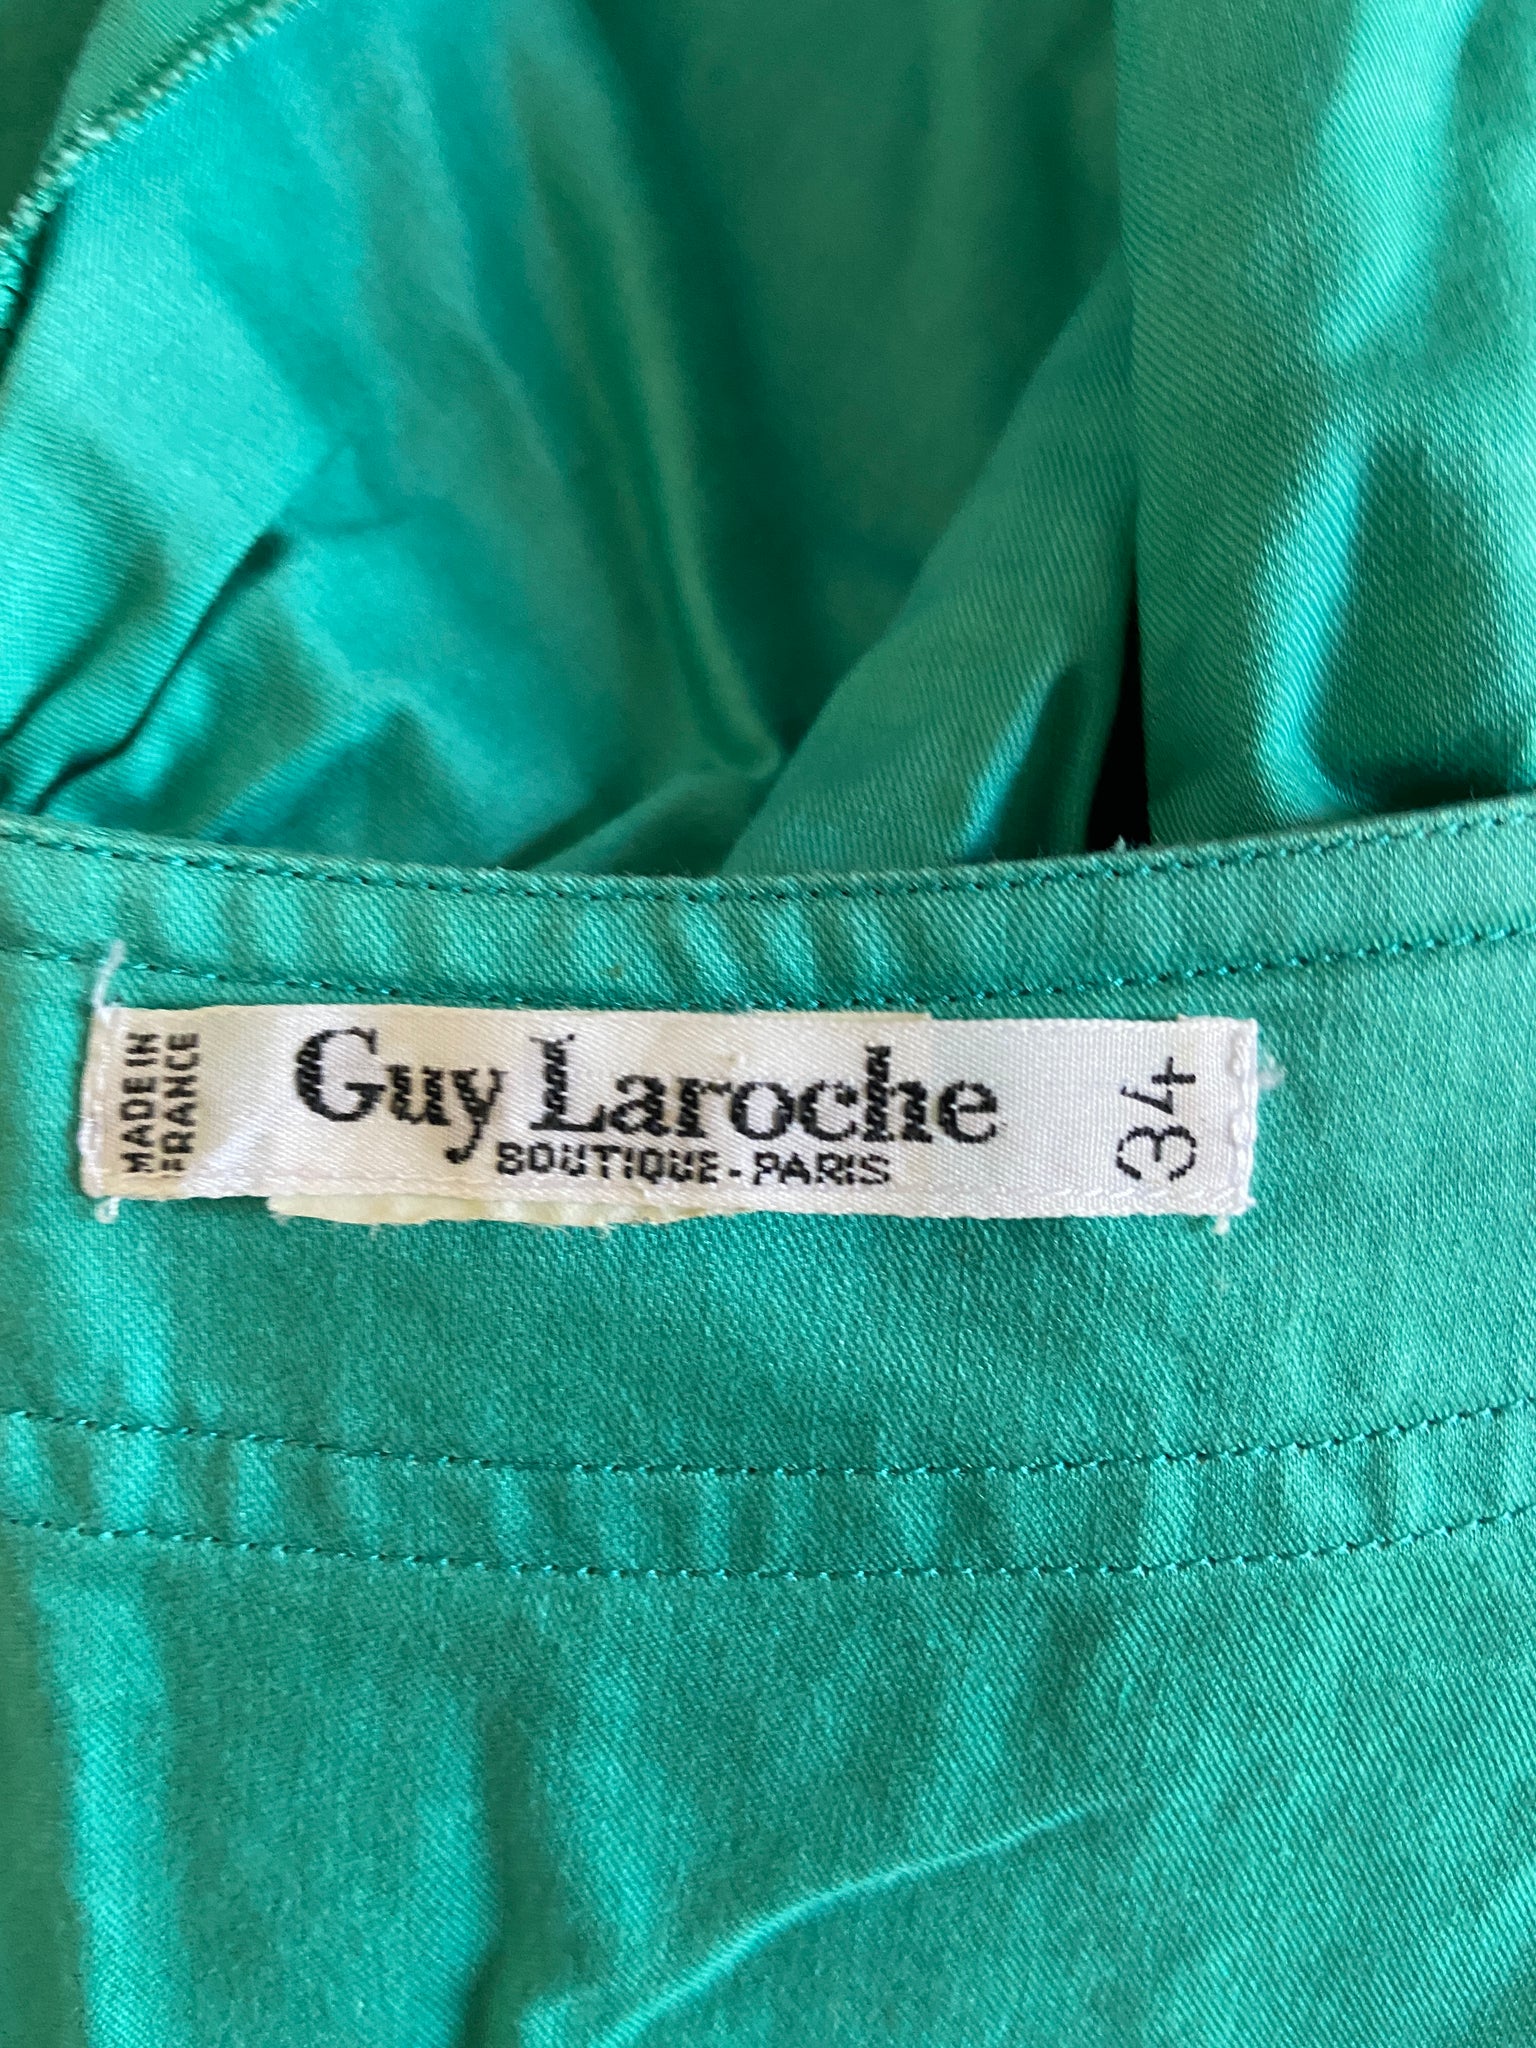 MADE IN
FRANCE
Guy Laroche
BOUTIQUE - PARIS
34